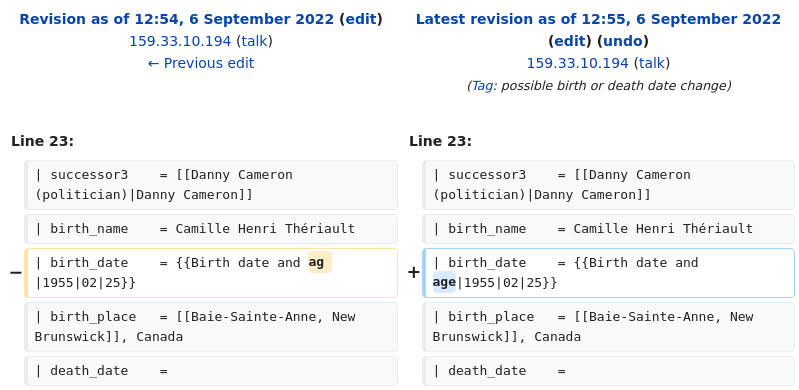 Revision as of 12:54, 6 September 2022 (edit)
159.33.10.194 (talk)
← Previous edit
Latest revision as of 12:55, 6 September 2022
(edit) (undo)
159.33.10.194 (talk)
(Tag: possible birth or death date change)
Line 23:
| successor3    = [[Danny Cameron
(politician)|Danny Cameron]]
| birth_name    = Camille Henri Thériault
− | birth_date    = {{Birth date and ag
|1955|02|25}}
| birth_place   = [[Baie-Sainte-Anne, New
Brunswick]], Canada
| death_date    =
Line 23:
| successor3    = [[Danny Cameron
(politician)|Danny Cameron]]
| birth_name    = Camille Henri Thériault
+ | birth_date    = {{Birth date and
age|1955|02|25}}
| birth_place   = [[Baie-Sainte-Anne, New
Brunswick]], Canada
| death_date    =